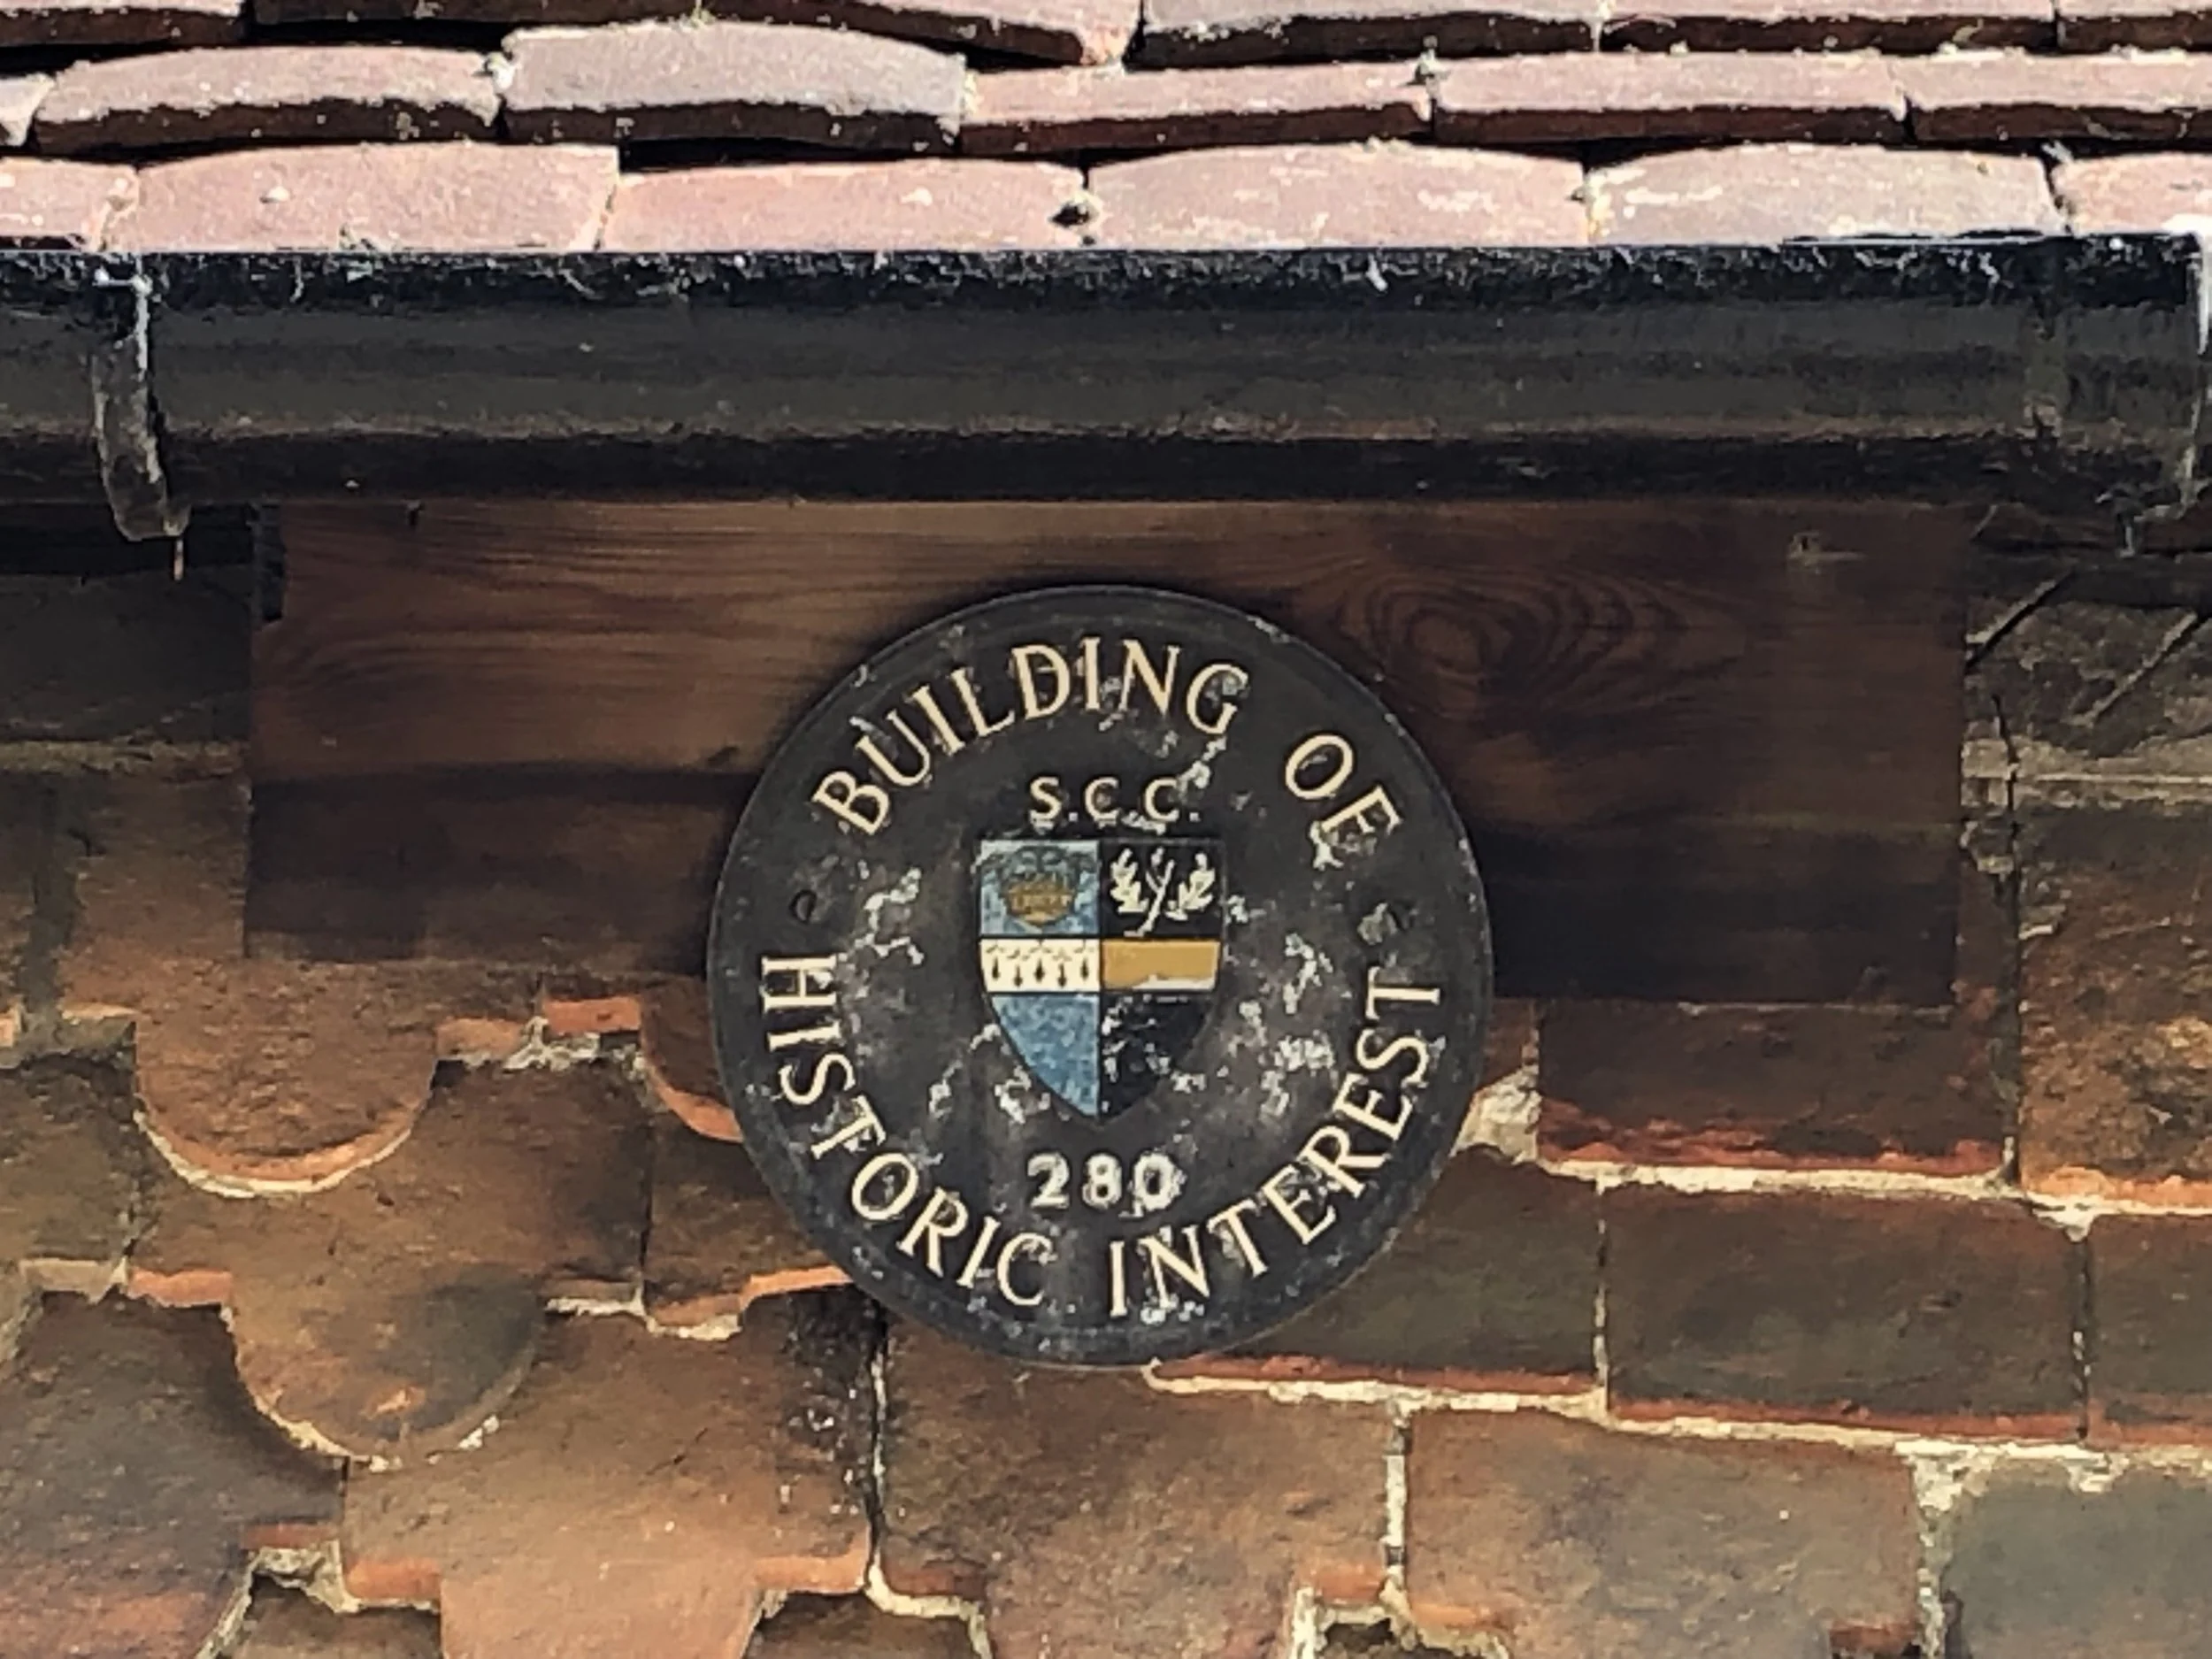 BUILDING OF
S.C.C.
280
HISTORIC INTEREST